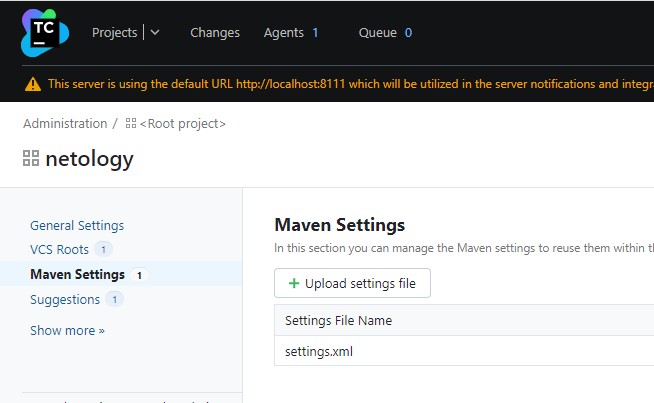 TC
Projects
Changes
Agents 1
Queue 0
This server is using the default URL http://localhost:8111 which will be utilized in the server notifications and integr
Administration / <Root project>
netology
General Settings
VCS Roots 1
Maven Settings 1
Suggestions 1
Show more »
Maven Settings
In this section you can manage the Maven settings to reuse them within
+ Upload settings file
Settings File Name
settings.xml